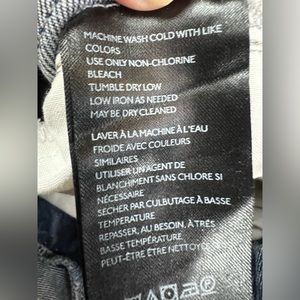 MACHINE WASH COLD WITH LIKE
COLORS
USE ONLY NON-CHLORINE
BLEACH
TUMBLE DRY LOW
LOW IRON AS NEEDED
MAY BE DRY CLEANED
LAVER À LA MACHINE À L'EAU
FROIDE AVEC COULEURS
SIMILAIRES
UTILISER UN AGENT DE
BLANCHIMENT SANS CHLORE SI
NÉCESSAIRE
SÉCHER PAR CULBUTAGE À BASSE
TEMPERATURE
REPASSER, AU BESOIN, À TRÈS
BASSE TEMPÉRATURE
PEUT-ÊTRE ÊTRE